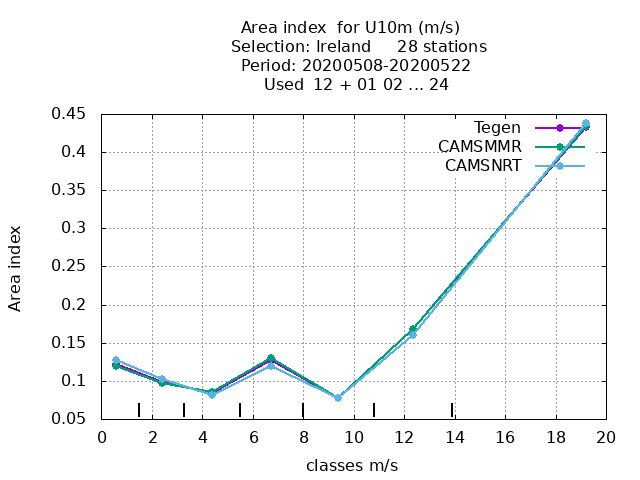 Area index  for U10m (m/s)
Selection: Ireland     28 stations
Period: 20200508-20200522
Used  12 + 01 02 ... 24
0.45
0.4
0.35
0.3
0.25
0.2
0.15
0.1
0.05
Area index
Tegen
CAMSMMR
CAMSNRT
0 2 4 6 8 10 12 14 16 18 20
classes m/s